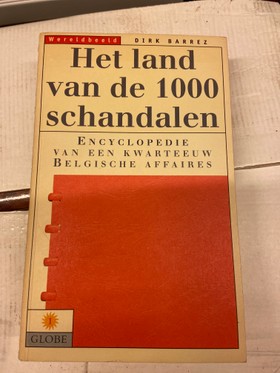 Wereldbeeld DIRK BARREZ
Het land
van de 1000
schandalen
ENCYCLOPEDIE
VAN EEN KWARTEEUW
BELGISCHE AFFAIRES
GLOBE